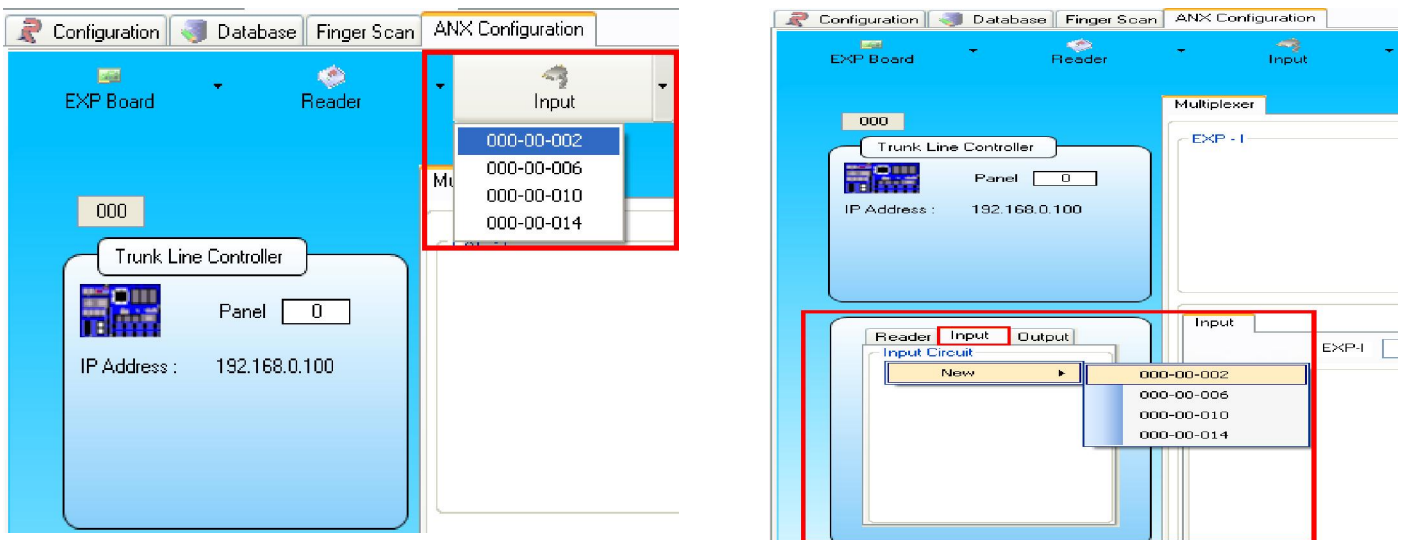 Configuration Database Finger Scan ANX Configuration
EXP Board Reader Input
000-00-002
000-00-006
000-00-010
000-00-014
000
Trunk Line Controller
Panel 0
IP Address : 192.168.0.100
Configuration Database Finger Scan ANX Configuration
EXP Board Reader Input
Multiplexer
000
EXP - I
Trunk Line Controller
Panel 0
IP Address : 192.168.0.100
Input
Reader Input Output
EXP-I
Input Circuit
New 000-00-002
000-00-006
000-00-010
000-00-014